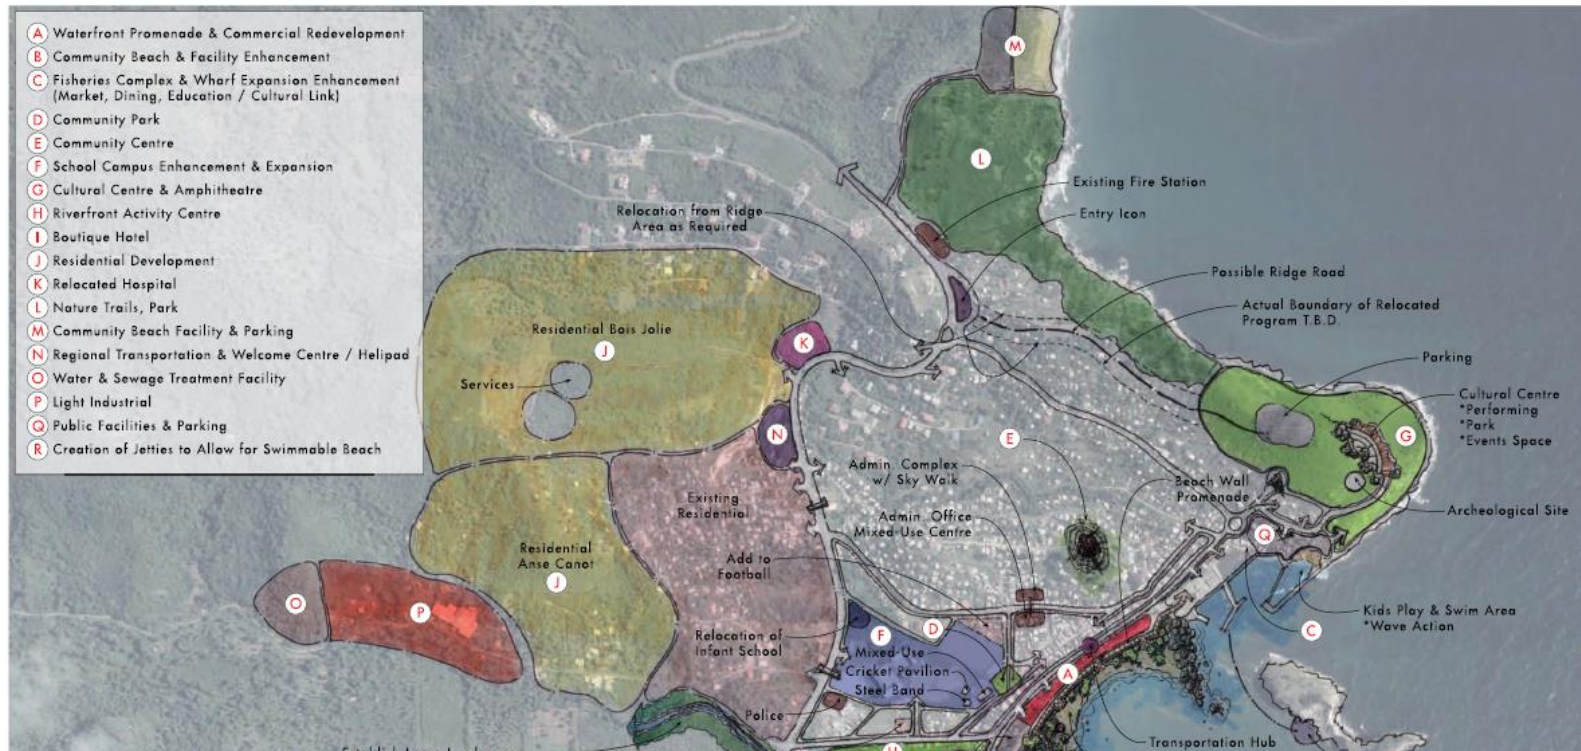 A Waterfront Promenade & Commercial Redevelopment
B Community Beach & Facility Enhancement
C Fisheries Complex & Wharf Expansion Enhancement
(Market, Dining, Education / Cultural Link)
D Community Park
E Community Centre
F School Campus Enhancement & Expansion
G Cultural Centre & Amphitheatre
H Riverfront Activity Centre
I Boutique Hotel
J Residential Development
K Relocated Hospital
L Nature Trails, Park
M Community Beach Facility & Parking
N Regional Transportation & Welcome Centre / Helipad
O Water & Sewage Treatment Facility
P Light Industrial
Q Public Facilities & Parking
R Creation of Jetties to Allow for Swimmable Beach
M
L
Existing Fire Station
Relocation from Ridge
Area as Required
Entry Icon
Possible Ridge Road
Actual Boundary of Relocated
Program T.B.D.
Residential Bois Jolie
J
K
Services
Parking
Cultural Centre
*Performing
*Park
*Events Space
G
N
E
Admin. Complex
w/ Sky Walk
Beach Wall
Promenade
Existing
Residential
Admin. Office
Mixed-Use Centre
Archeological Site
Q
Residential
Anse Canot
J
Add to
Football
O
P
Kids Play & Swim Area
*Wave Action
C
Relocation of
Infant School
F
D
Mixed-Use
Cricket Pavilion
Steel Band
A
Police
Transportation Hub
H